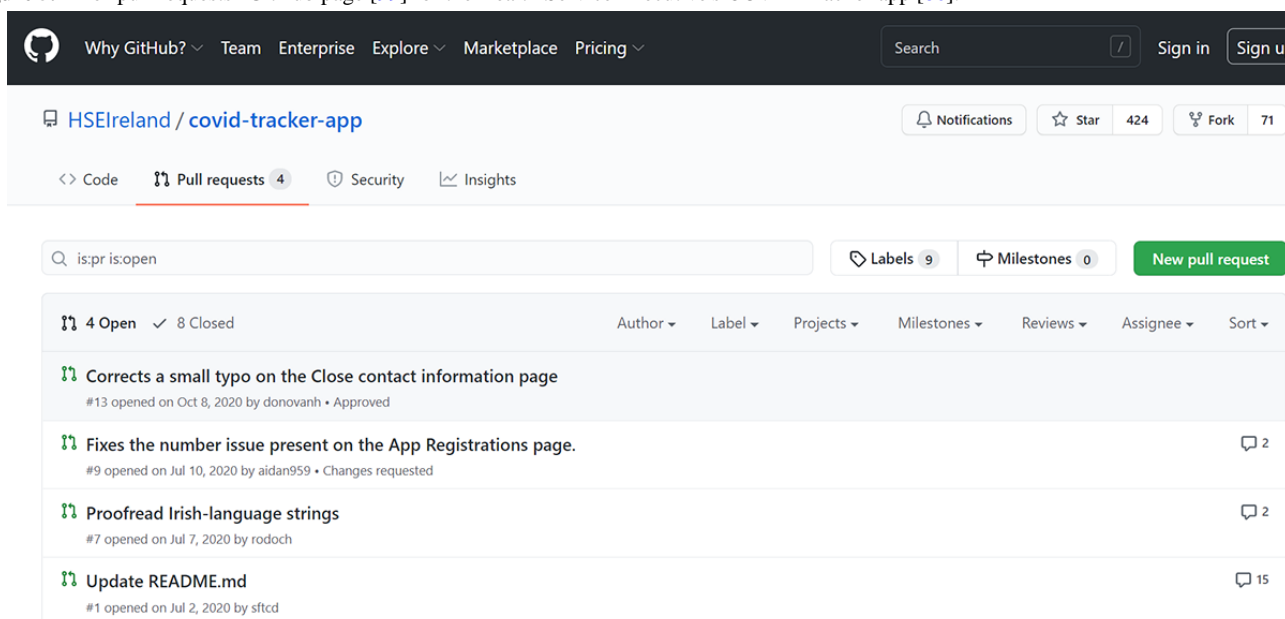 Why GitHub? Team Enterprise Explore Marketplace Pricing Search / Sign in Sign u
HSEIreland / covid-tracker-app Notifications Star 424 Fork 71
Code Pull requests 4 Security Insights
is:pr is:open Labels 9 Milestones 0 New pull request
4 Open 8 Closed Author Label Projects Milestones Reviews Assignee Sort
Corrects a small typo on the Close contact information page
#13 opened on Oct 8, 2020 by donovanh • Approved
Fixes the number issue present on the App Registrations page. 2
#9 opened on Jul 10, 2020 by aidan959 • Changes requested
Proofread Irish-language strings 2
#7 opened on Jul 7, 2020 by rodoch
Update README.md 15
#1 opened on Jul 2, 2020 by sftcd